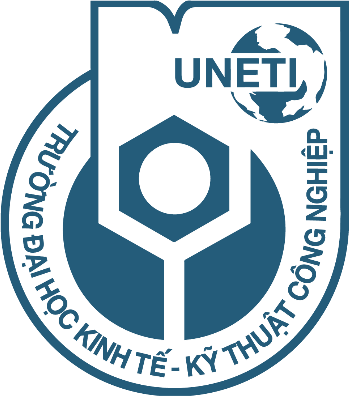 UNETI
TRƯỜNG ĐẠI HỌC KINH TẾ - KỸ THUẬT CÔNG NGHIỆP